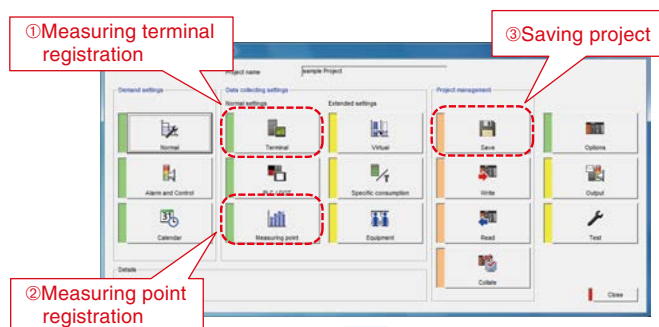 ①Measuring terminal
registration
③Saving project
Project name
sample Project
Demand settings
Data collecting settings
Project management
Normal settings
Extended settings
Normal
Terminal
Virtual
Save
Options
Alarm and Control
Specific consumption
Write
Output
Calendar
Measuring point
Equipment
Read
Test
Details
Collate
Close
②Measuring point
registration